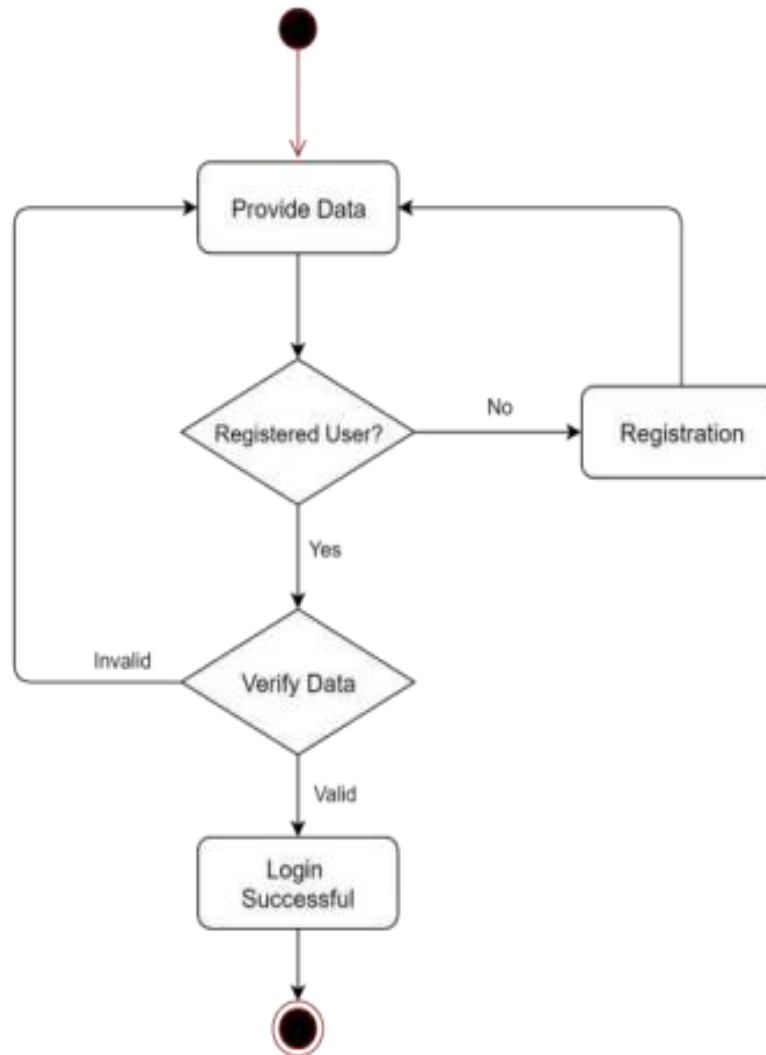 Provide Data
Registered User?
No
Registration
Yes
Invalid
Verify Data
Valid
Login
Successful